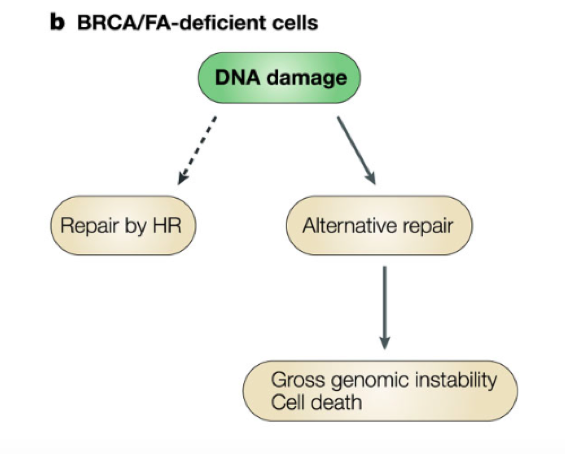 b BRCA/FA-deficient cells
DNA damage
Repair by HR
Alternative repair
Gross genomic instability
Cell death